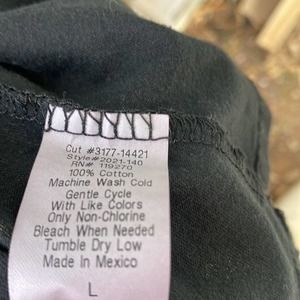 Cut #3177-14421
Style#2021-140
RN# 119270
100% Cotton
Machine Wash Cold
Gentle Cycle
With Like Colors
Only Non-Chlorine
Bleach When Needed
Tumble Dry Low
Made In Mexico
L